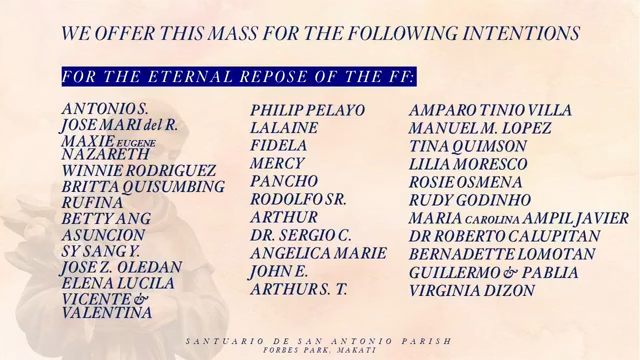 WE OFFER THIS MASS FOR THE FOLLOWING INTENTIONS
FOR THE ETERNAL REPOSE OF THE FF:
ANTONIO S.
JOSE MARI del R.
MAXIE EUGENE
NAZARETH
WINNIE RODRIGUEZ
BRITTA QUISUMBING
RUFINA
BETTY ANG
ASUNCION
SY SANG Y.
JOSE Z. OLEDAN
ELENA LUCILA
VICENTE &
VALENTINA
PHILIP PELAYO
LALAINE
FIDELA
MERCY
PANCHO
RODOLFO SR.
ARTHUR
DR. SERGIO C.
ANGELICA MARIE
JOHN E.
ARTHUR S. T.
AMPARO TINIO VILLA
MANUEL M. LOPEZ
TINA QUIMSON
LILIA MORESCO
ROSIE OSMENA
RUDY GODINHO
MARIA CAROLINA AMPIL JAVIER
DR ROBERTO CALUPITAN
BERNADETTE LOMOTAN
GUILLERMO & PABLIA
VIRGINIA DIZON
SANTUARIO DE SAN ANTONIO PARISH
FORBES PARK, MAKATI